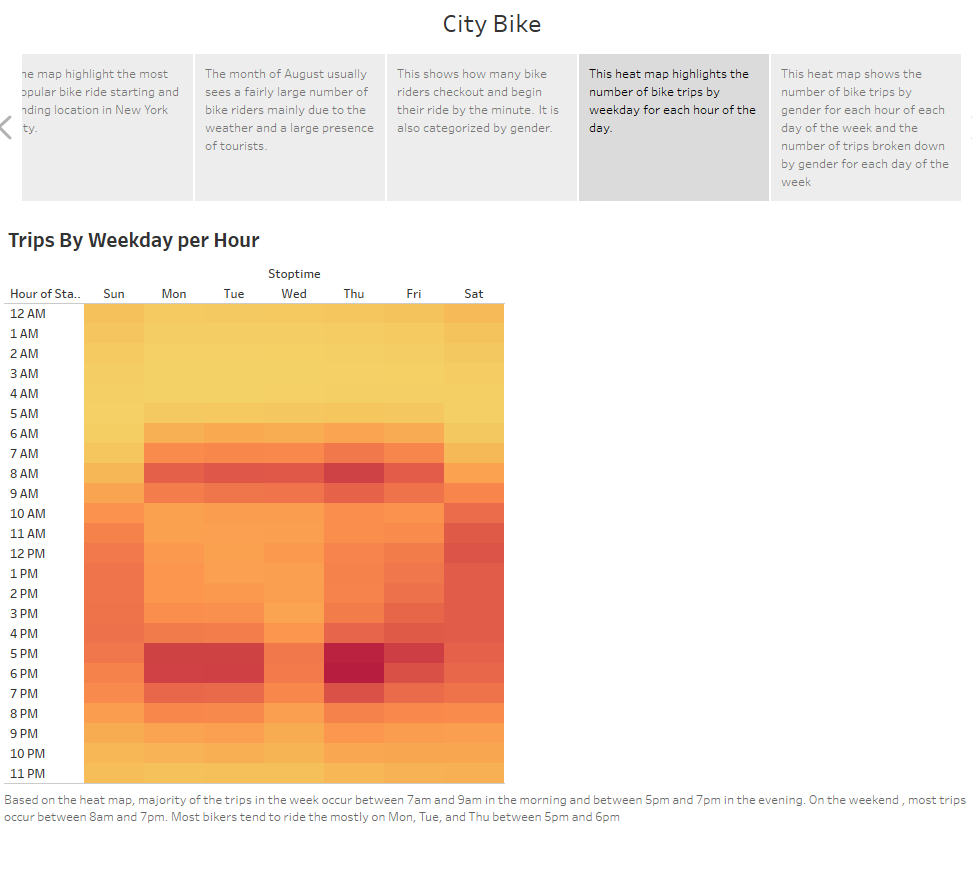 City Bike
he map highlight the most
opular bike ride starting and
nding location in New York
ty.
The month of August usually
sees a fairly large number of
bike riders mainly due to the
weather and a large presence
of tourists.
This shows how many bike
riders checkout and begin
their ride by the minute. It is
also categorized by gender.
This heat map highlights the
number of bike trips by
weekday for each hour of the
day.
This heat map shows the
number of bike trips by
gender for each hour of each
day of the week and the
number of trips broken down
by gender for each day of the
week
Trips By Weekday per Hour
Stoptime
Hour of Sta.. Sun Mon Tue Wed Thu Fri Sat
12 AM
1 AM
2 AM
3 AM
4 AM
5 AM
6 AM
7 AM
8 AM
9 AM
10 AM
11 AM
12 PM
1 PM
2 PM
3 PM
4 PM
5 PM
6 PM
7 PM
8 PM
9 PM
10 PM
11 PM
Based on the heat map, majority of the trips in the week occur between 7am and 9am in the morning and between 5pm and 7pm in the evening. On the weekend , most trips
occur between 8am and 7pm. Most bikers tend to ride the mostly on Mon, Tue, and Thu between 5pm and 6pm